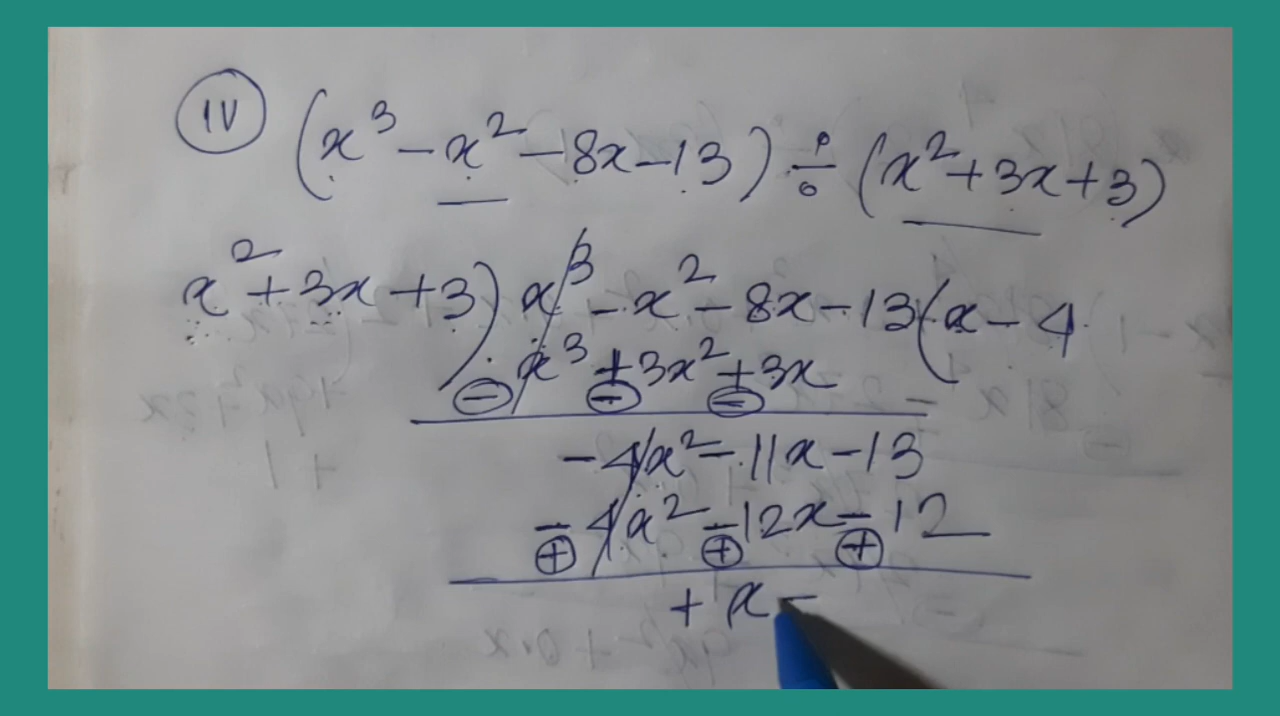 (IV) (x³ - x² - 8x - 13) ÷ (x² + 3x + 3)
x² + 3x + 3) x³ - x² - 8x - 13 (x - 4
x³ + 3x² + 3x
(-) (-) (-)
- 4x² - 11x - 13
- 4x² - 12x - 12
(+) (+) (+)
+ x -